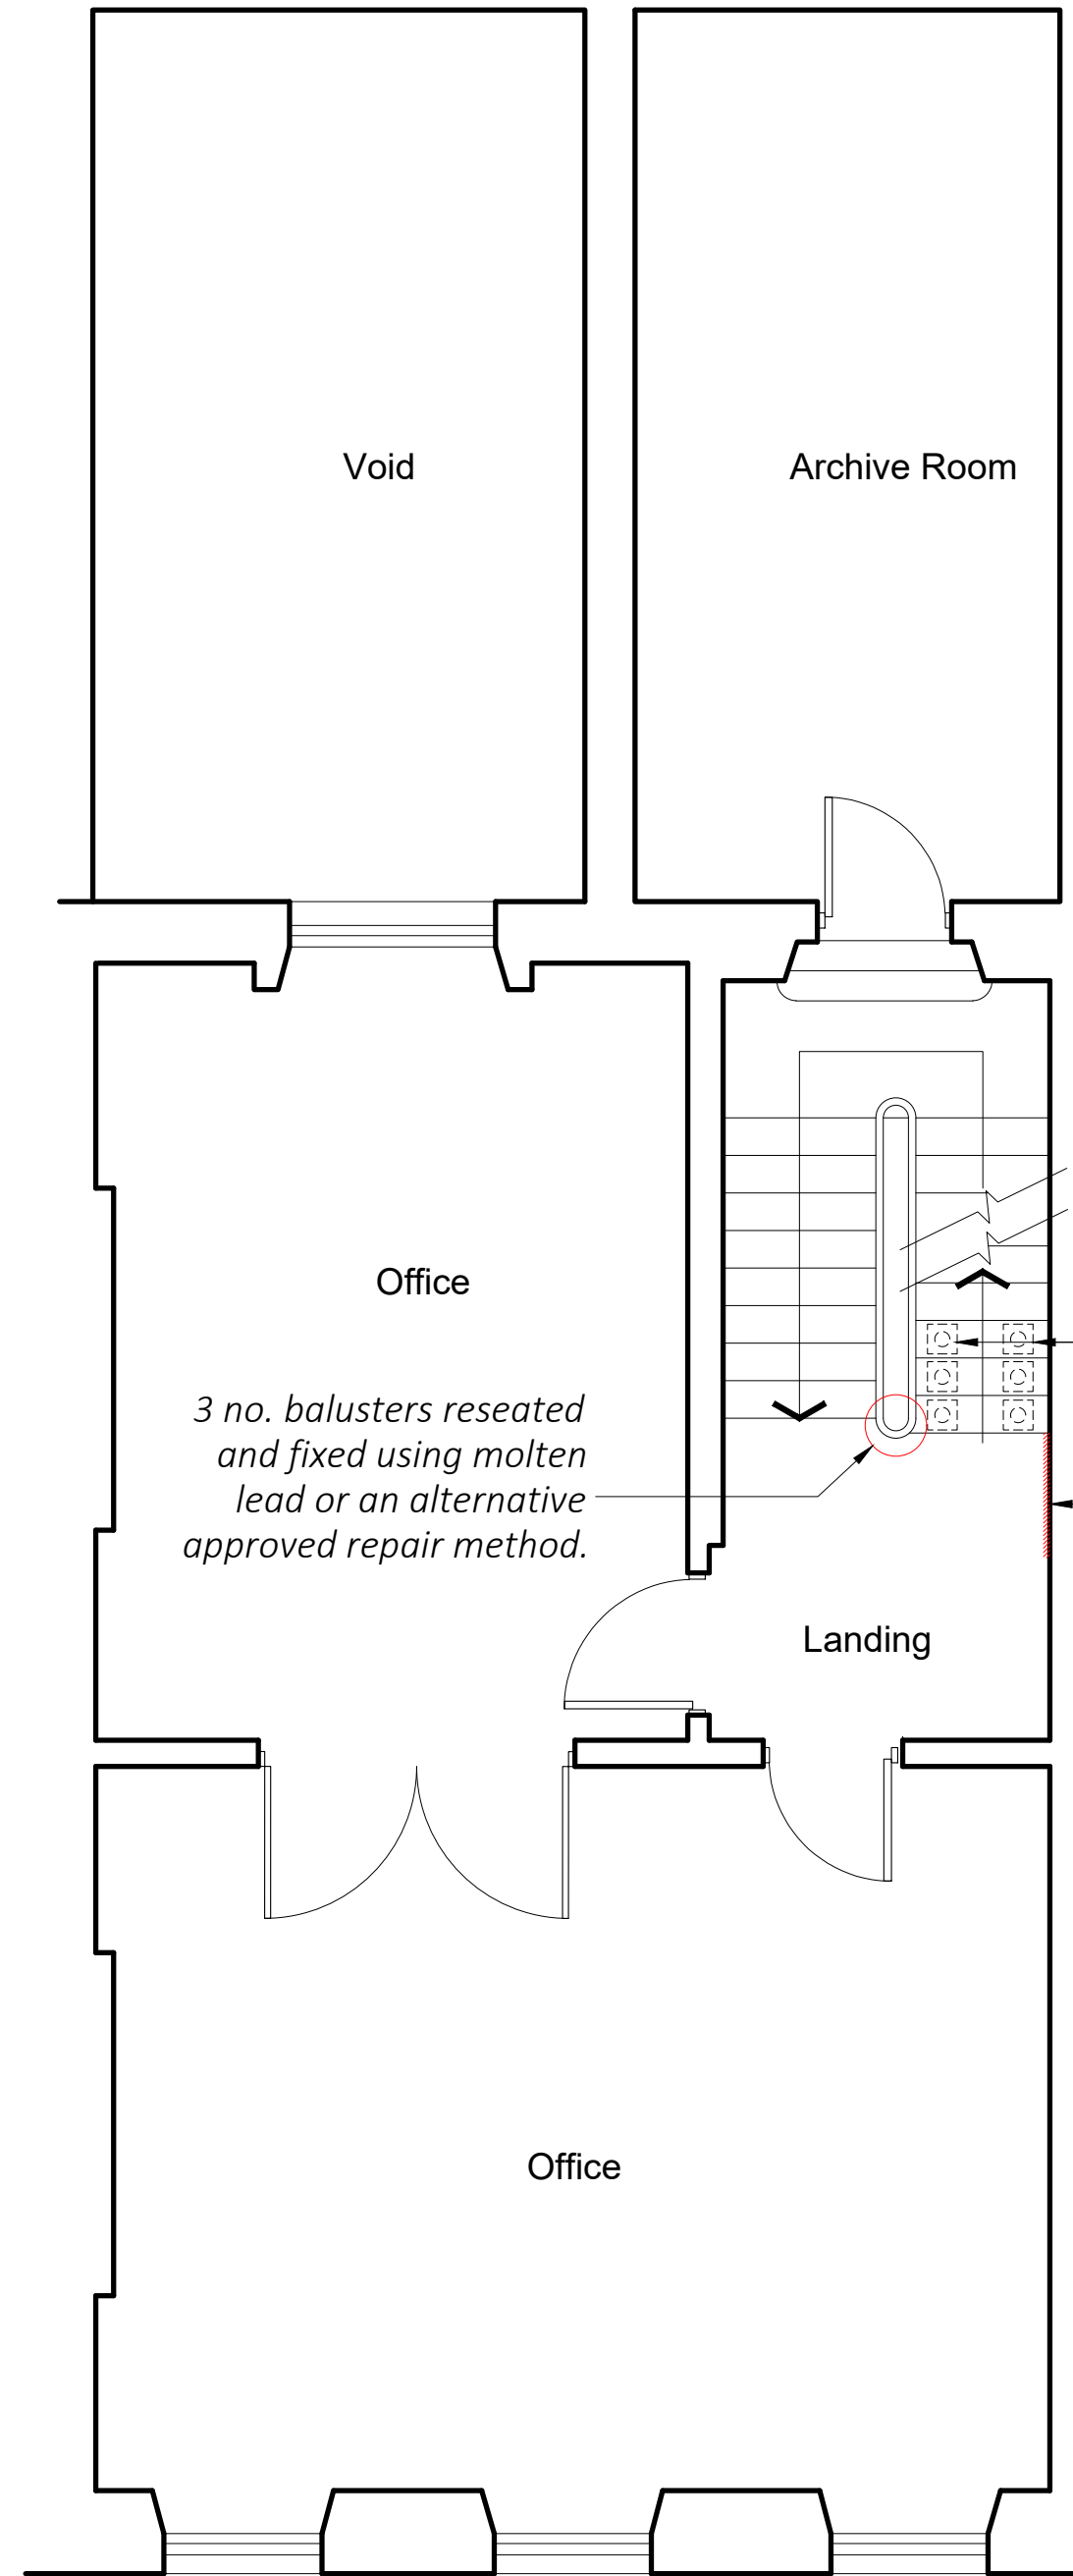 Void
Archive Room
Office
3 no. balusters reseated
and fixed using molten
lead or an alternative
approved repair method.
Landing
Office